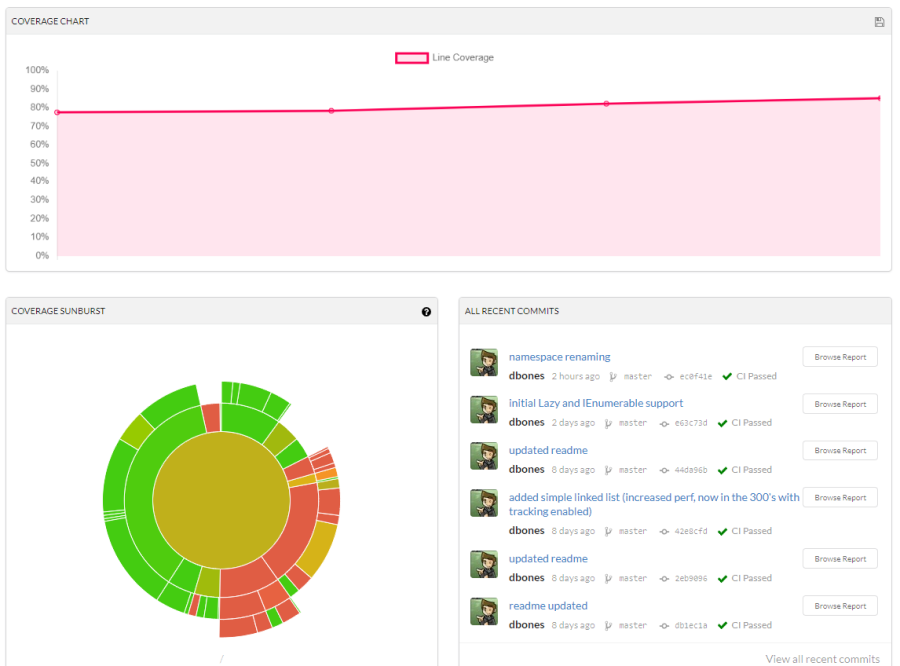 COVERAGE CHART
Line Coverage
100%
90%
80%
70%
60%
50%
40%
30%
20%
10%
0%
COVERAGE SUNBURST
?
/
ALL RECENT COMMITS
namespace renaming
Browse Report
dbones 2 hours ago master ec0f41e CI Passed
initial Lazy and IEnumerable support
Browse Report
dbones 2 days ago master e63c73d CI Passed
updated readme
Browse Report
dbones 8 days ago master 44da96b CI Passed
added simple linked list (increased perf, now in the 300's with
tracking enabled)
Browse Report
dbones 8 days ago master 42e8cfd CI Passed
updated readme
Browse Report
dbones 8 days ago master 2eb9096 CI Passed
readme updated
Browse Report
dbones 8 days ago master db1ec1a CI Passed
View all recent commits